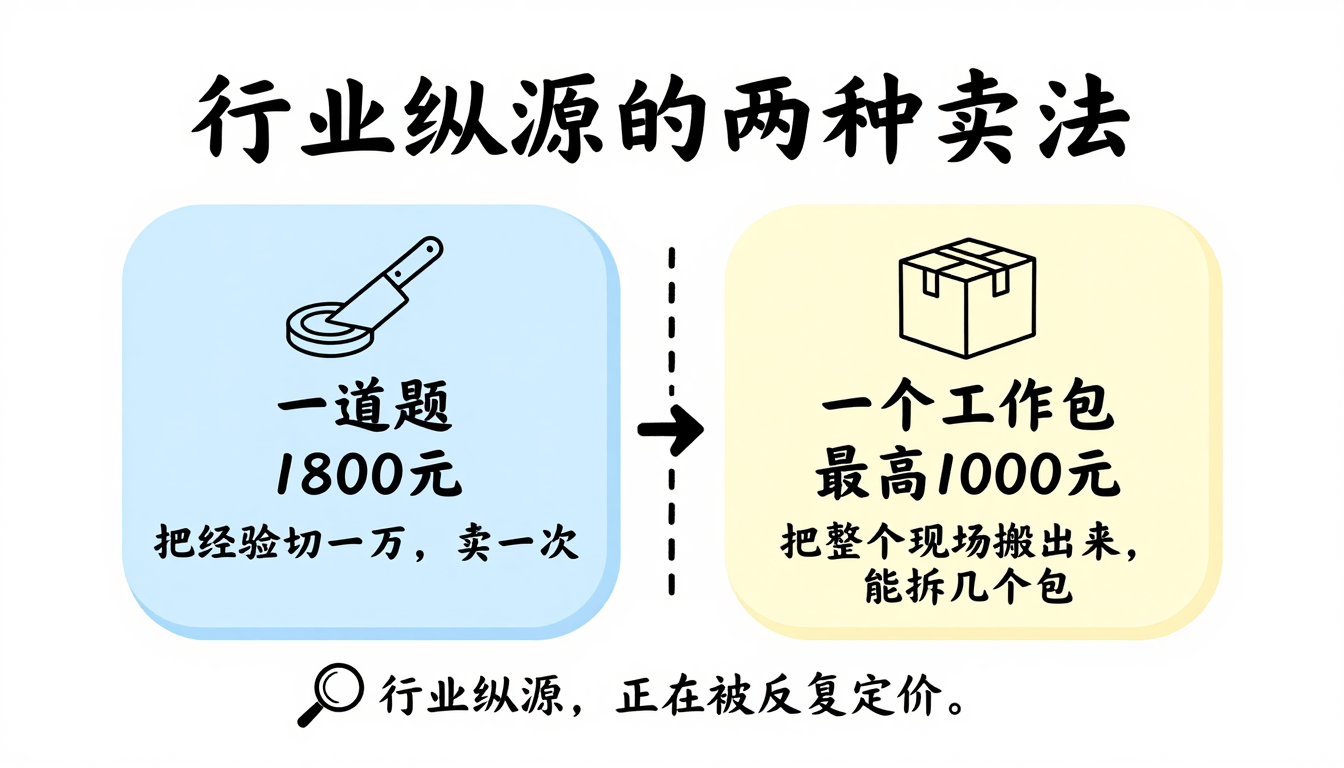 行业纵源的两种卖法
一道题
1800元
把经验切一万，卖一次
一个工作包
最高1000元
把整个现场搬出来，
能拆几个包
行业纵源，正在被反复定价。